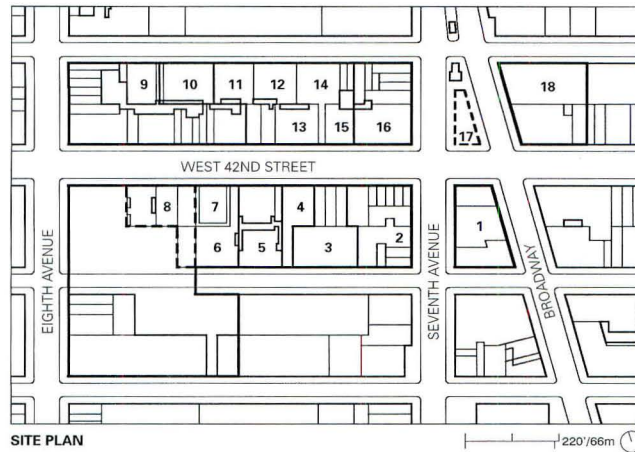 9 10 11 12 14 18
13 15 16 17
WEST 42ND STREET
8 7 4 1
6 5 3 2
EIGHTH AVENUE
SEVENTH AVENUE
BROADWAY
SITE PLAN
220'/66m